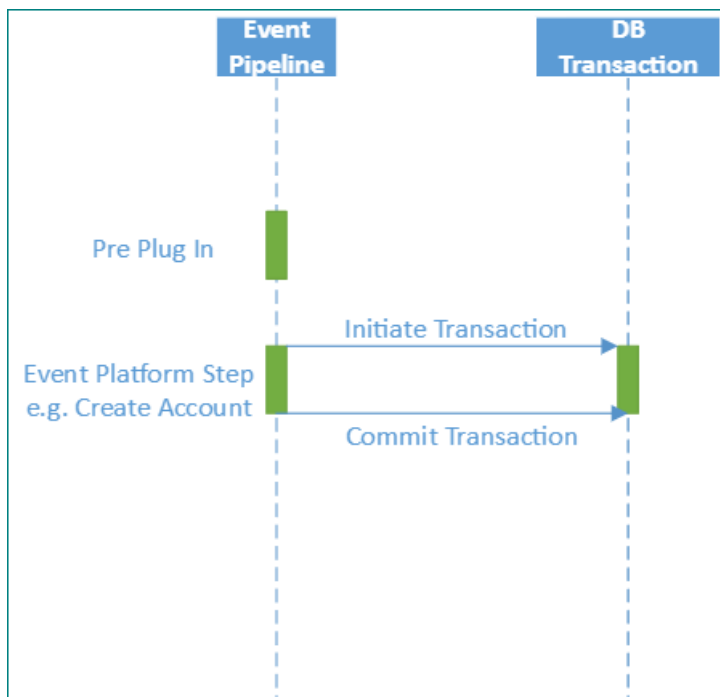 Event
Pipeline
DB
Transaction
Pre Plug In
Initiate Transaction
Event Platform Step
e.g. Create Account
Commit Transaction